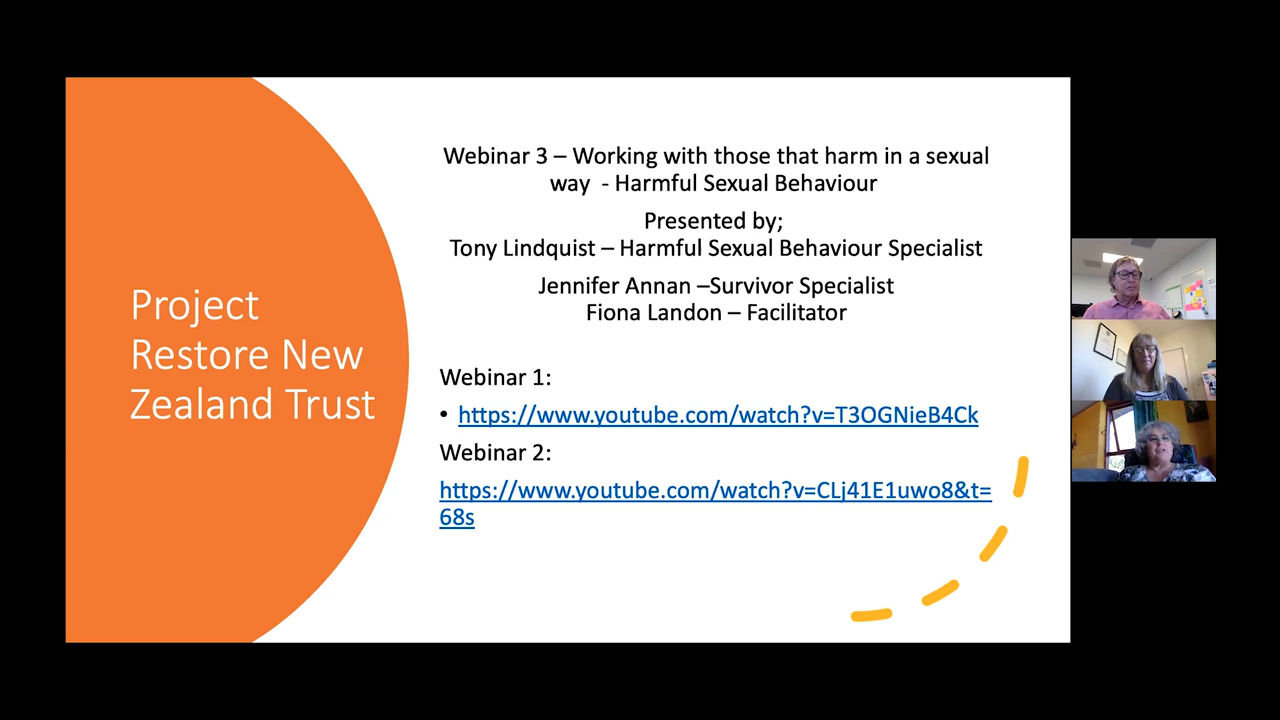 Project
Restore New
Zealand Trust
Webinar 3 – Working with those that harm in a sexual
way  - Harmful Sexual Behaviour
Presented by;
Tony Lindquist – Harmful Sexual Behaviour Specialist
Jennifer Annan –Survivor Specialist
Fiona Landon – Facilitator
Webinar 1:
• https://www.youtube.com/watch?v=T3OGNieB4Ck
Webinar 2:
https://www.youtube.com/watch?v=CLj41E1uwo8&t=
68s